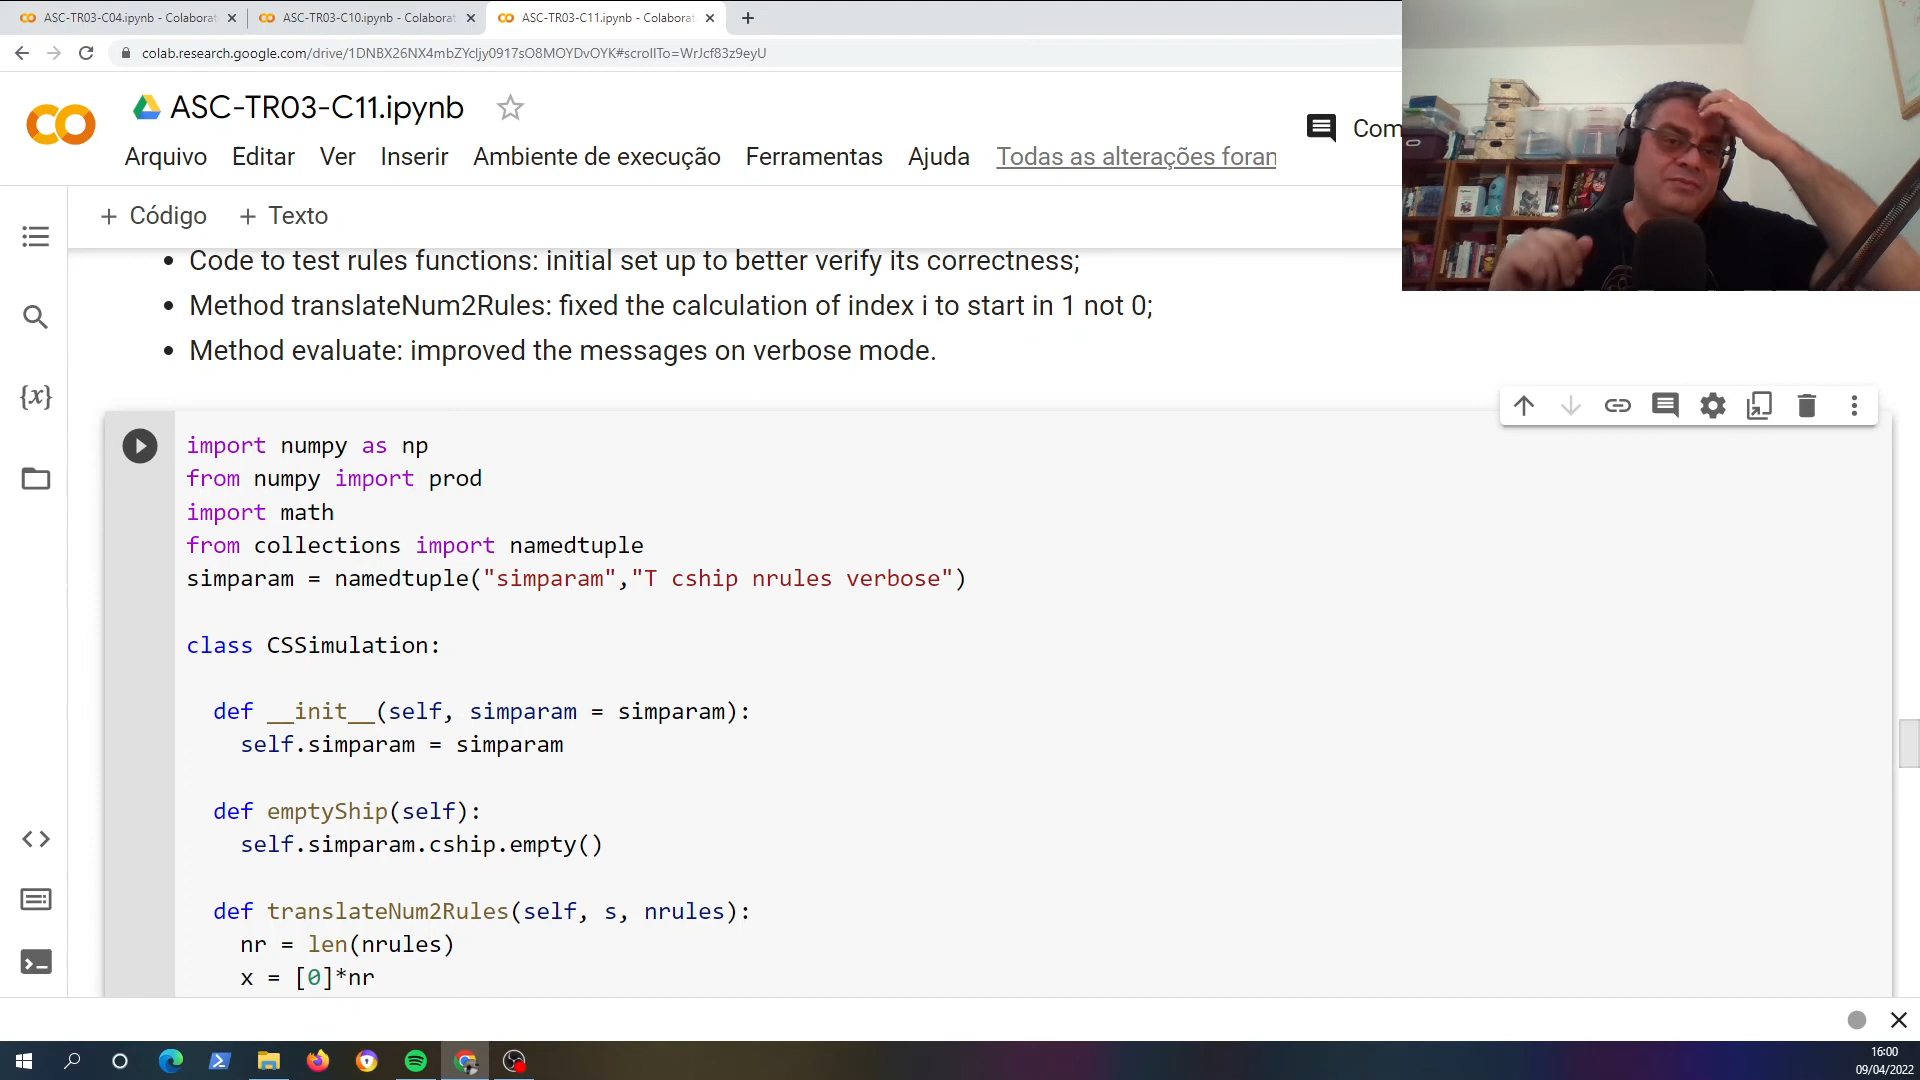 ASC-TR03-C04.ipynb - Colaborat
ASC-TR03-C10.ipynb - Colaborat
ASC-TR03-C11.ipynb - Colaborat
colab.research.google.com/drive/1DNBX26NX4mbZYcIjy0917sO8MOYDvOYK#scrollTo=WrJcf83z9eyU
ASC-TR03-C11.ipynb
Com
Arquivo Editar Ver Inserir Ambiente de execução Ferramentas Ajuda Todas as alterações foran
+ Código + Texto
• Code to test rules functions: initial set up to better verify its correctness;
• Method translateNum2Rules: fixed the calculation of index i to start in 1 not 0;
• Method evaluate: improved the messages on verbose mode.
{x}
import numpy as np
from numpy import prod
import math
from collections import namedtuple
simparam = namedtuple("simparam","T cship nrules verbose")
class CSSimulation:
def __init__(self, simparam = simparam):
self.simparam = simparam
def emptyShip(self):
self.simparam.cship.empty()
def translateNum2Rules(self, s, nrules):
nr = len(nrules)
x = [0]*nr
16:00
09/04/2022